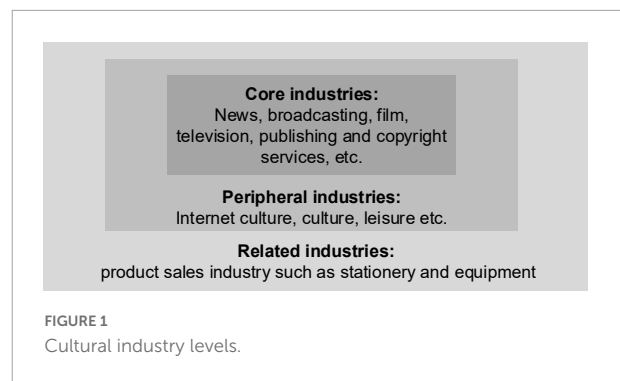 Core industries:
News, broadcasting, film,
television, publishing and copyright
services, etc.
Peripheral industries:
Internet culture, culture, leisure etc.
Related industries:
product sales industry such as stationery and equipment
FIGURE 1
Cultural industry levels.